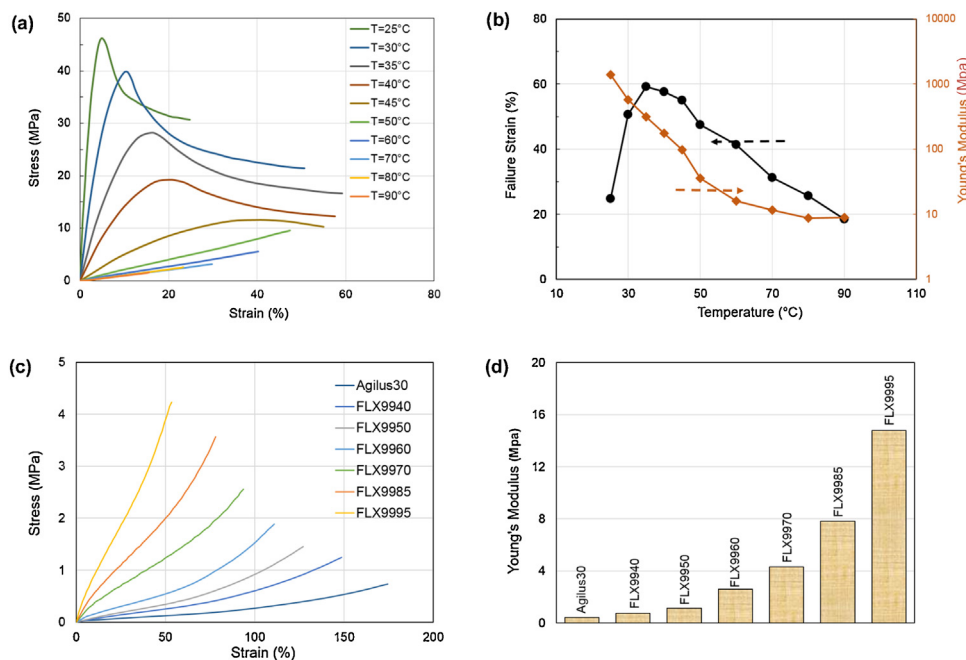 (a)
50
40
30
20
10
0
Stress (MPa)
0 20 40 60 80
Strain (%)
T=25°C
T=30°C
T=35°C
T=40°C
T=45°C
T=50°C
T=60°C
T=70°C
T=80°C
T=90°C
(b)
80
60
40
20
0
Failure Strain (%)
10 30 50 70 90 110
Temperature (°C)
10000
1000
100
10
1
Young's Modulus (Mpa)
(c)
5
4
3
2
1
0
Stress (MPa)
0 50 100 150 200
Strain (%)
Agilus30
FLX9940
FLX9950
FLX9960
FLX9970
FLX9985
FLX9995
(d)
20
16
12
8
4
0
Young's Modulus (Mpa)
Agilus30
FLX9940
FLX9950
FLX9960
FLX9970
FLX9985
FLX9995